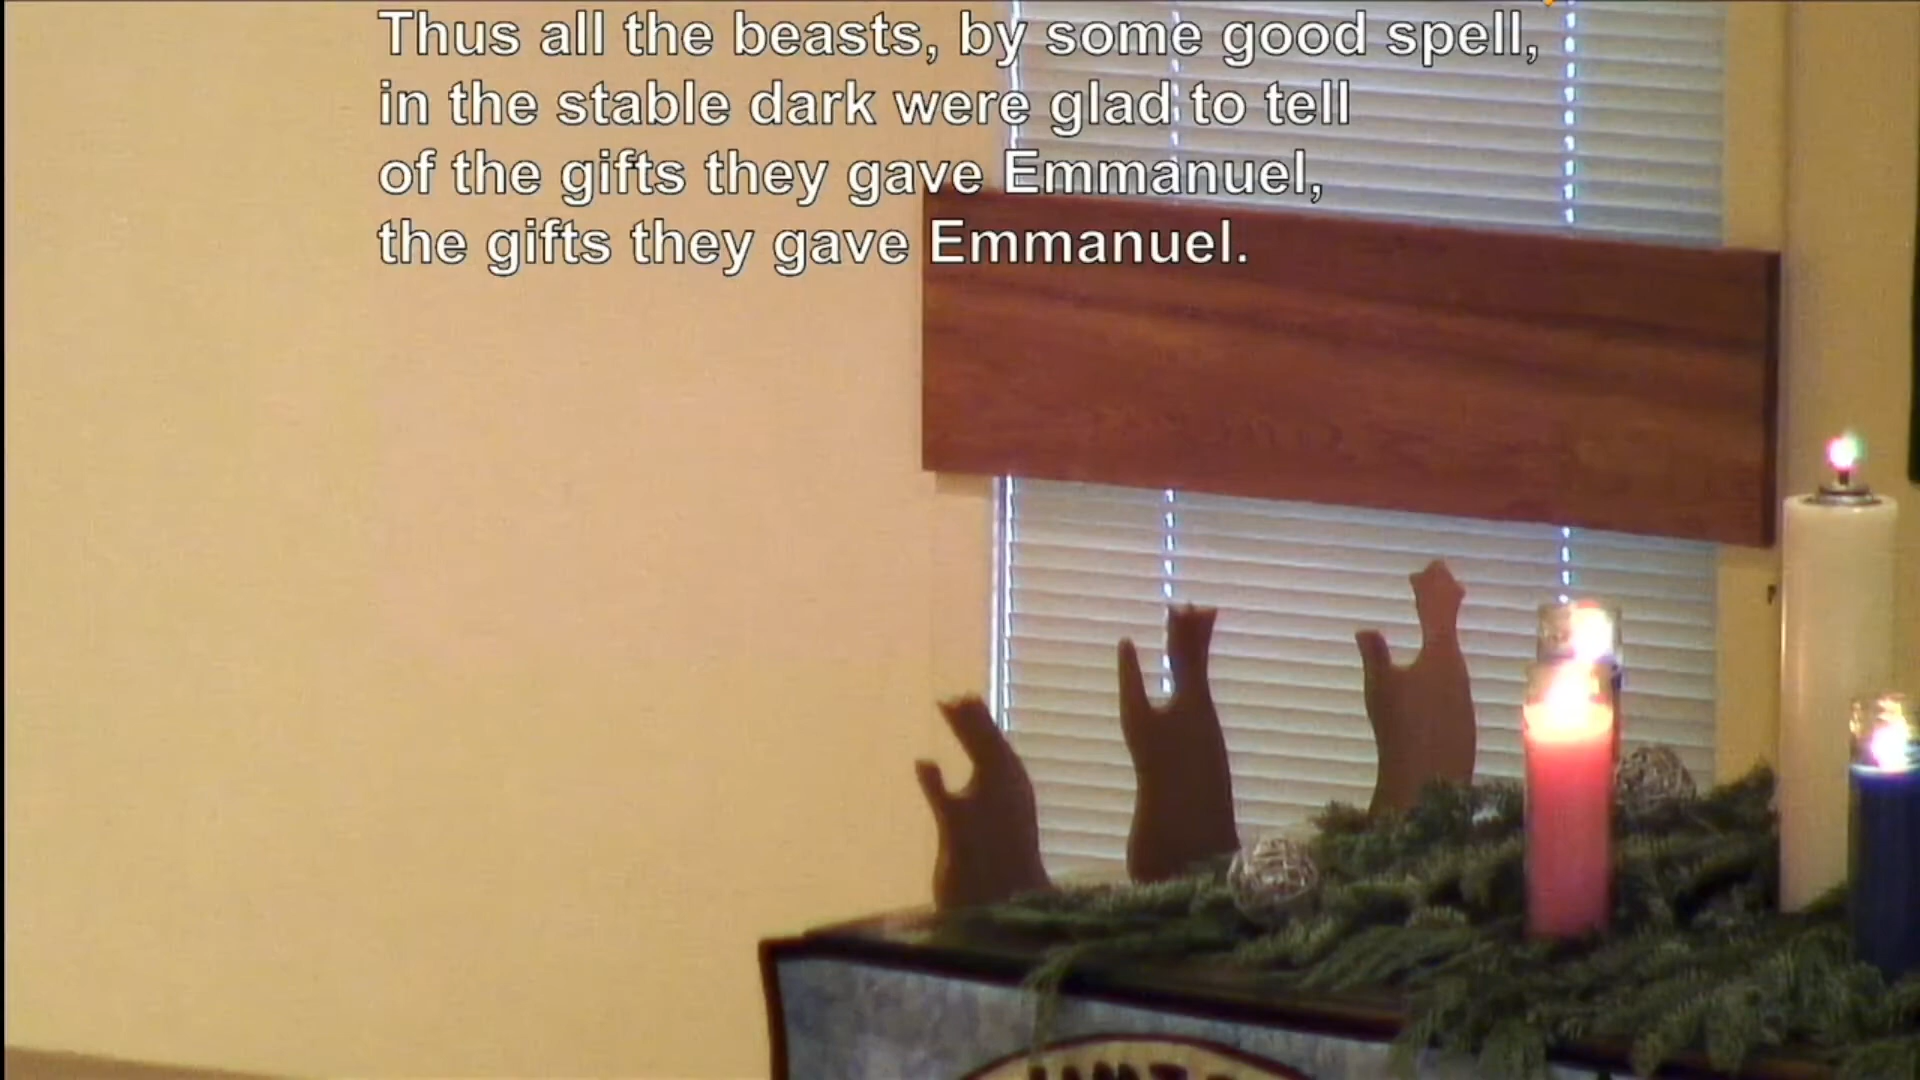 Thus all the beasts, by some good spell,
in the stable dark were glad to tell
of the gifts they gave Emmanuel,
the gifts they gave Emmanuel.